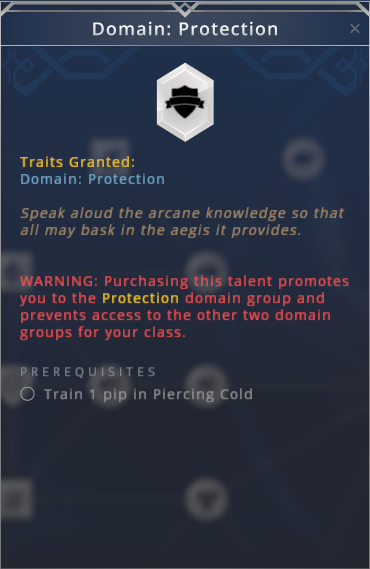 Domain: Protection
Traits Granted:
Domain: Protection
Speak aloud the arcane knowledge so that
all may bask in the aegis it provides.
WARNING: Purchasing this talent promotes
you to the Protection domain group and
prevents access to the other two domain
groups for your class.
PREREQUISITES
Train 1 pip in Piercing Cold